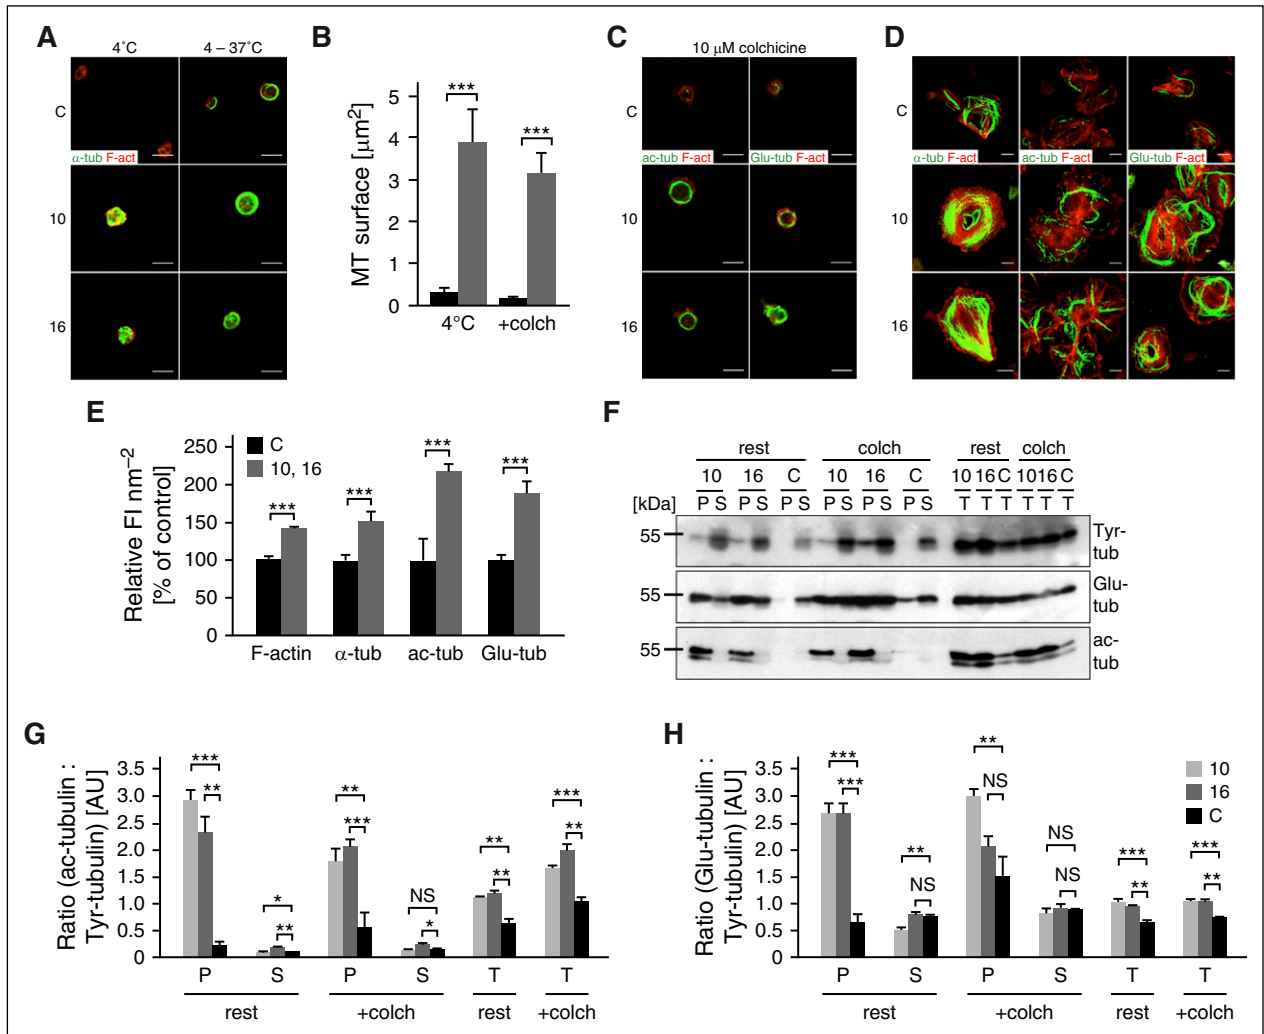 A
4˚C
4 – 37˚C
C
α-tub F-act
10
16
B
MT surface [µm2]
5
4
3
2
1
0
***
***
4°C
+colch
C
10 µM colchicine
C
ac-tub F-act
Glu-tub F-act
10
16
D
C
α-tub F-act
ac-tub F-act
Glu-tub F-act
10
16
E
Relative FI nm–2
[% of control]
250
200
150
100
50
0
C
10, 16
***
***
***
***
F-actin
α-tub
ac-tub
Glu-tub
F
rest
colch
rest
colch
10 16 C 10 16 C 10 16 C 10 16 C
[kDa] P S P S P S P S P S P S T T T T T T
55
Tyr-
tub
55
Glu-
tub
55
ac-
tub
G
Ratio (ac-tubulin :
Tyr-tubulin) [AU]
3.5
3.0
2.5
2.0
1.5
1.0
0.5
0
***
**
*
**
**
***
NS
*
**
**
***
**
P S P S T T
rest +colch rest +colch
H
Ratio (Glu-tubulin :
Tyr-tubulin) [AU]
3.5
3.0
2.5
2.0
1.5
1.0
0.5
0
***
***
**
NS
**
NS
NS
NS
***
**
***
**
10
16
C
P S P S T T
rest +colch rest +colch